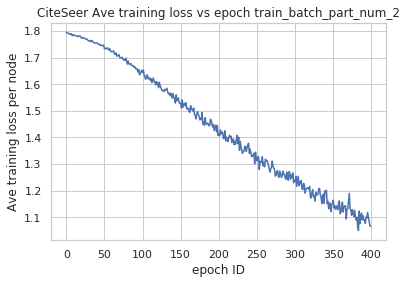 CiteSeer Ave training loss vs epoch train_batch_part_num_2
Ave training loss per node
1.8
1.7
1.6
1.5
1.4
1.3
1.2
1.1
0 50 100 150 200 250 300 350 400
epoch ID